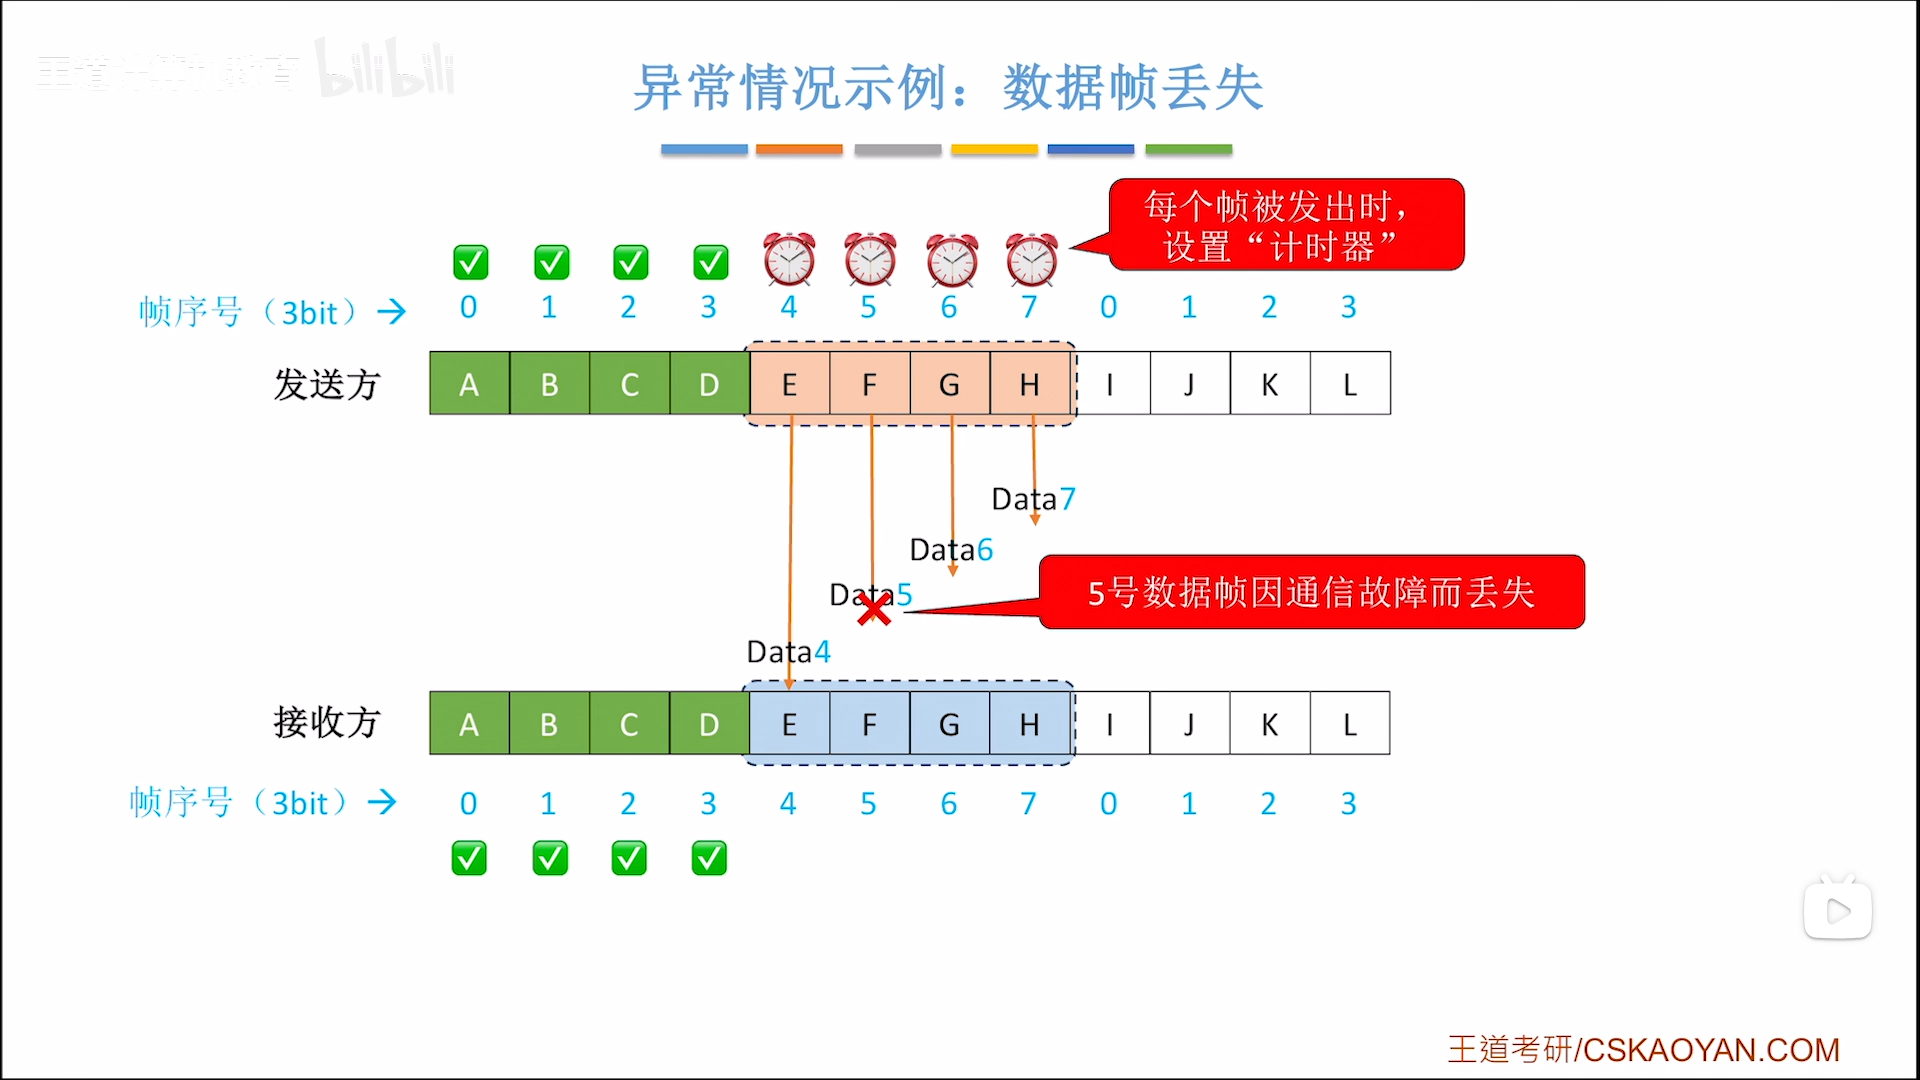 王道计算机教育 bilibili
异常情况示例：数据帧丢失
每个帧被发出时，
设置“计时器”
帧序号（3bit）→ 0 1 2 3 4 5 6 7 0 1 2 3
发送方 A B C D E F G H I J K L
Data7
Data6
Data5
5号数据帧因通信故障而丢失
Data4
接收方 A B C D E F G H I J K L
帧序号（3bit）→ 0 1 2 3 4 5 6 7 0 1 2 3
王道考研/CSKAOYAN.COM